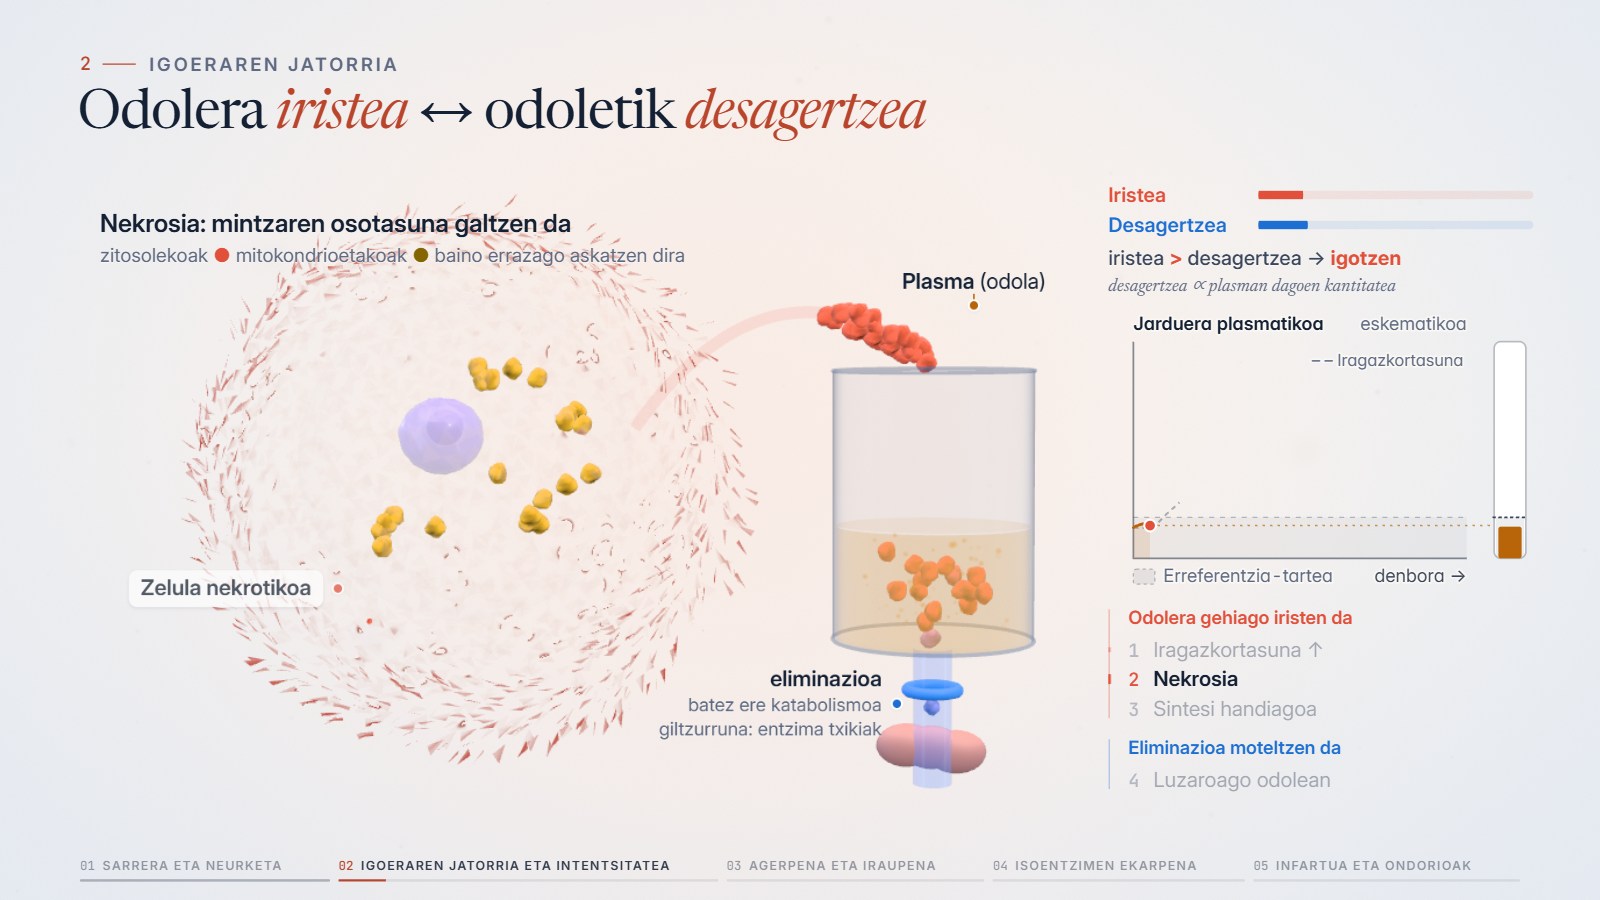 2 — IGOERAREN JATORRIA
Odolera iristea ↔ odoletik desagertzea
Nekrosia: mintzaren osotasuna galtzen da
zitosolekoak mitokondrioetakoak baino errazago askatzen dira
Zelula nekrotikoa
Plasma (odola)
eliminazioa
batez ere katabolismoa
giltzurruna: entzima txikiak
Iristea
Desagertzea
iristea > desagertzea → igotzen
desagertzea ∝ plasman dagoen kantitatea
Jarduera plasmatikoa eskematikoa
-- Iragazkortasuna
Erreferentzia-tartea denbora →
Odolera gehiago iristen da
1 Iragazkortasuna ↑
2 Nekrosia
3 Sintesi handiagoa
Eliminazioa moteltzen da
4 Luzaroago odolean
01 SARRERA ETA NEURKETA 02 IGOERAREN JATORRIA ETA INTENTSITATEA 03 AGERPENA ETA IRAUPENA 04 ISOENTZIMEN EKARPENA 05 INFARTUA ETA ONDORIOAK